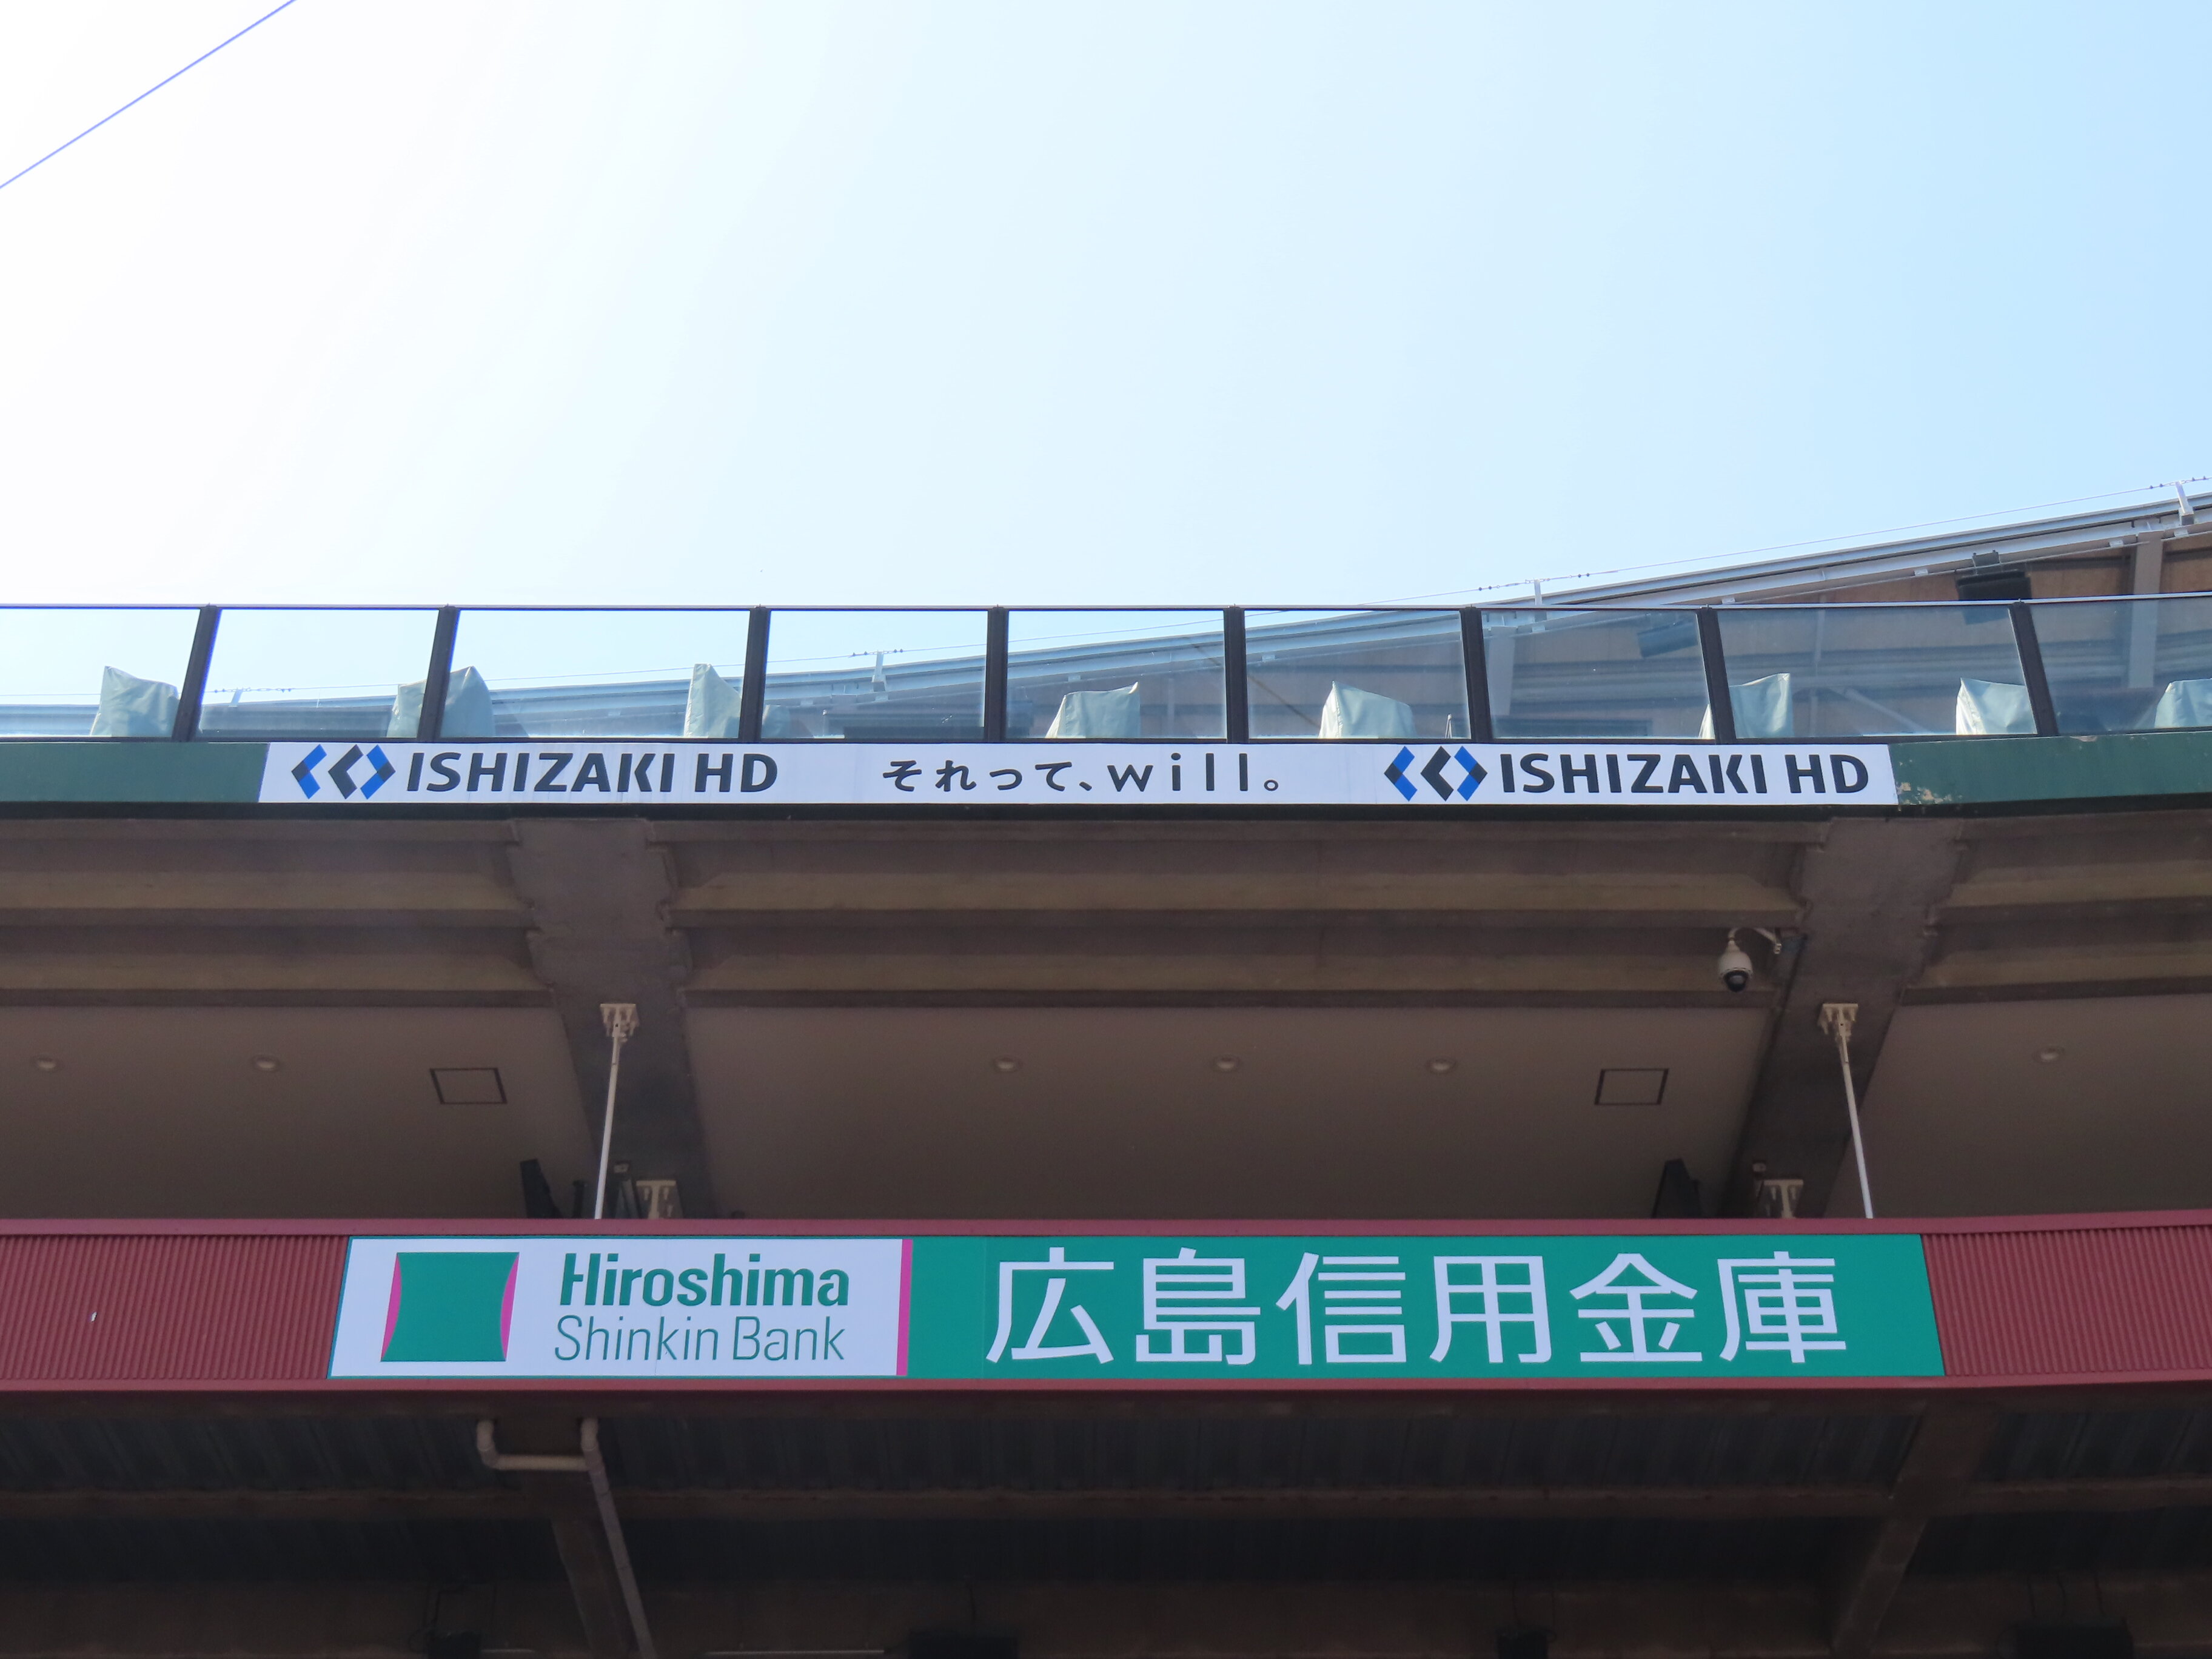 ISHIZAKI HD それって、will。 ISHIZAKI HD
Hiroshima
Shinkin Bank
広島信用金庫